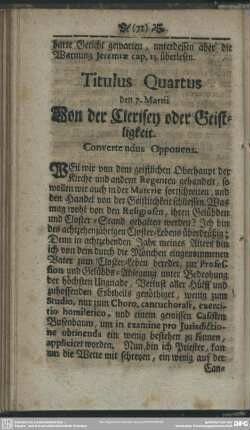 (72)
harte Gericht gewarten, unterdessen aber die
Warnung Jeremiæ cap, 13. überlesen.
Titulus Quartus
den 7. Martii
Von der Clerisey oder Geist-
ligkeit.
Converte nünc Opponens.
WEil wir von dem geistlichen Oberhaupt der
Kirche und andern Regenten gehandelt, so
wollen wir auch in der Materie fortschreiten, und
den Handel von der Geistlichkeit schliessen. Was
mag wohl von den Religiosen, ihren Gelübden
und Closter-Stand gehalten werden? Ich bin
des achtzehenjährigen Closter-Lebens überdrüssig;
Denn in achtzehenden Jahr meines Alters bin
ich von dem durch die Mönchen eingenommenen
Vater zum Closter-Leben beredet, zur Profes-
sion und Gelübds-Ablegung unter Bedrohung
der höchsten Ungnade, Verlust aller Hülff und
zuhoffenden Erbtheils genöthiget, wenig zum
Studio, nur zum Choro, cantuchorali, exerci-
tio homiletico, und einem gewissen Casisten
Busenbaum, um in examine pro Jurisdictio-
ne obtinenda ein wenig bestehen zu können,
appliciret worden. Nun bin ich Priester, kan
um die Wette mit schreyen, ein wenig auf der
Can-